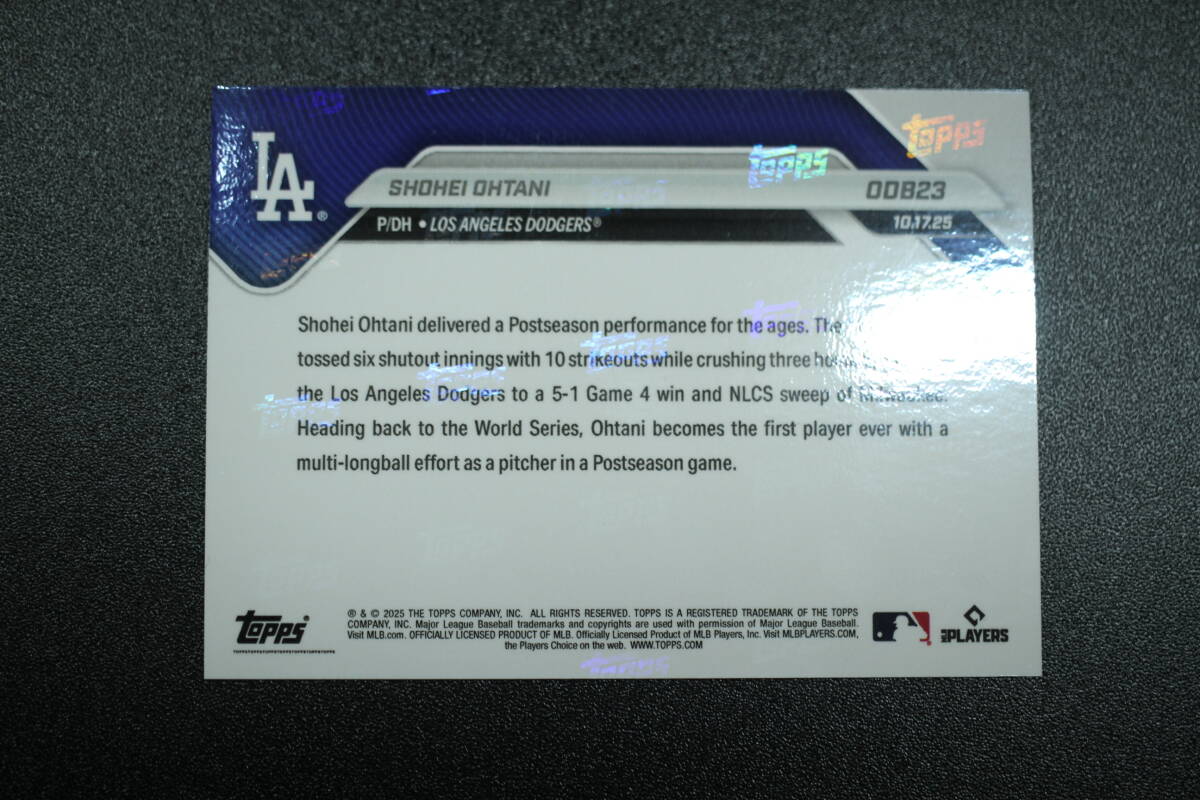 LA®
TOPPS
TOPPS
SHOHEI OHTANI
ODB23
P/DH • LOS ANGELES DODGERS®
10.17.25
Shohei Ohtani delivered a Postseason performance for the ages. The
tossed six shutout innings with 10 strikeouts while crushing three
the Los Angeles Dodgers to a 5-1 Game 4 win and NLCS sweep of Milwaukee.
Heading back to the World Series, Ohtani becomes the first player ever with a
multi-longball effort as a pitcher in a Postseason game.
TOPPS
® & © 2025 THE TOPPS COMPANY, INC. ALL RIGHTS RESERVED. TOPPS IS A REGISTERED TRADEMARK OF THE TOPPS
COMPANY, INC. Major League Baseball trademarks and copyrights are used with permission of Major League Baseball.
Visit MLB.com. OFFICIALLY LICENSED PRODUCT OF MLB. Officially Licensed Product of MLB Players, Inc. Visit MLBPLAYERS.COM,
the Players Choice on the web. WWW.TOPPS.COM
MLB PLAYERS